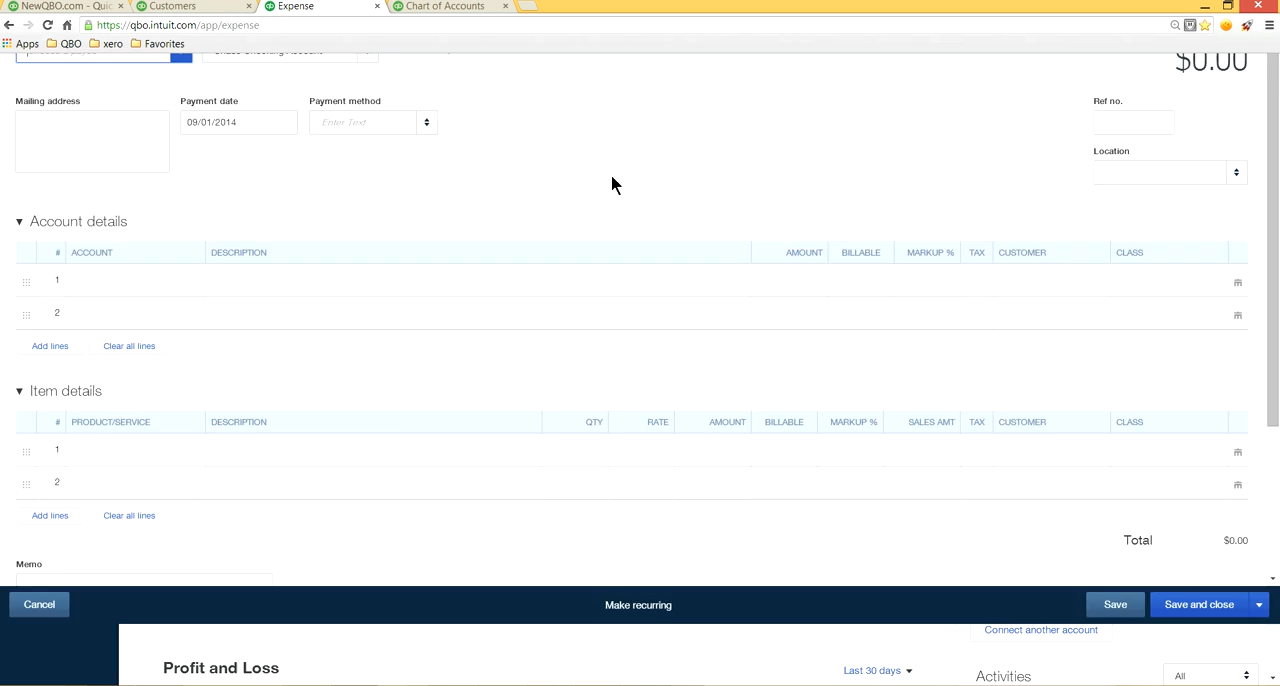 NewQBO.com - Quic
Customers
Expense
Chart of Accounts
https://qbo.intuit.com/app/expense
Apps QBO xero Favorites
$0.00
Mailing address Payment date Payment method Ref no.
09/01/2014 Enter Text
Location
Account details
# ACCOUNT DESCRIPTION AMOUNT BILLABLE MARKUP % TAX CUSTOMER CLASS
1
2
Add lines Clear all lines
Item details
# PRODUCT/SERVICE DESCRIPTION QTY RATE AMOUNT BILLABLE MARKUP % SALES AMT TAX CUSTOMER CLASS
1
2
Add lines Clear all lines
Total $0.00
Memo
Cancel Make recurring Save Save and close
Connect another account
Profit and Loss Last 30 days Activities All